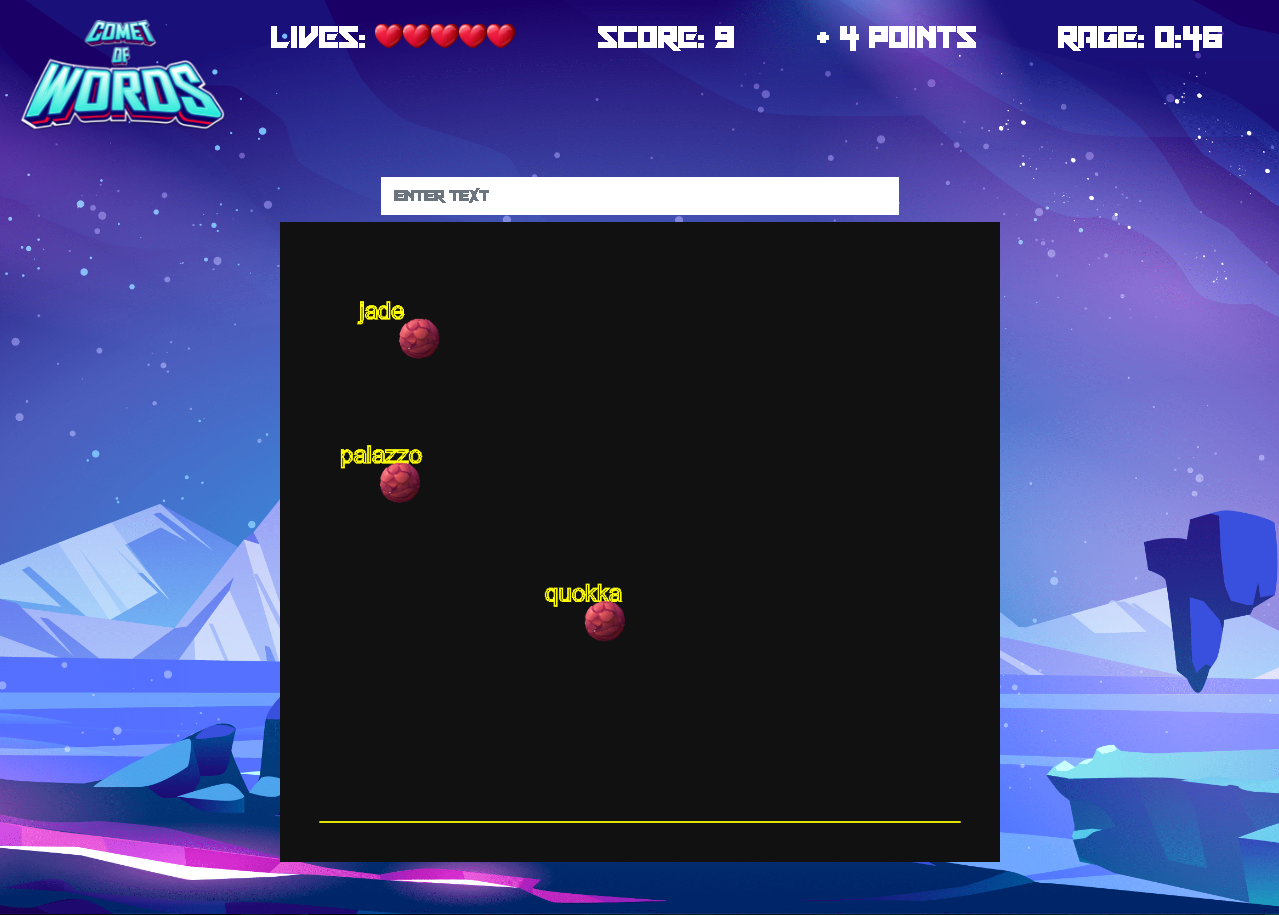 COMET
OF
WORDS
LIVES: ❤️❤️❤️❤️❤️ SCORE: 9 + 4 POINTS RAGE: 0:46
ENTER TEXT
jade
palazzo
quokka